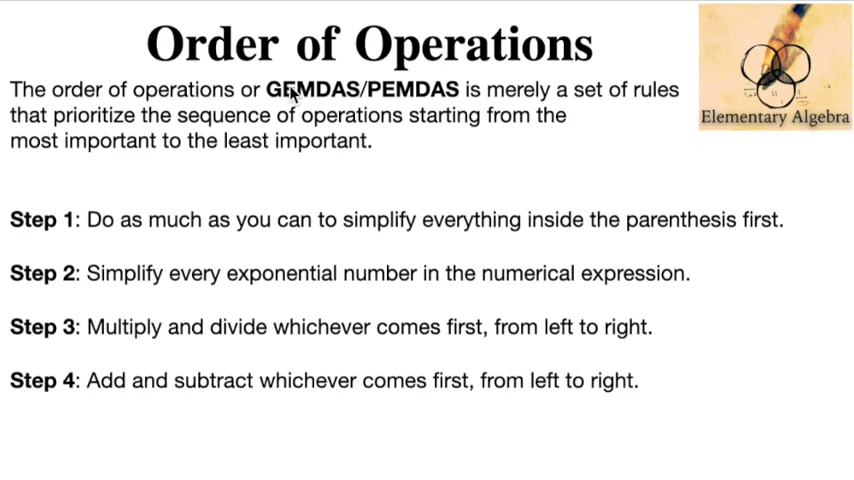 Order of Operations
The order of operations or GEMDAS/PEMDAS is merely a set of rules
that prioritize the sequence of operations starting from the
most important to the least important.
Elementary Algebra
Step 1: Do as much as you can to simplify everything inside the parenthesis first.
Step 2: Simplify every exponential number in the numerical expression.
Step 3: Multiply and divide whichever comes first, from left to right.
Step 4: Add and subtract whichever comes first, from left to right.